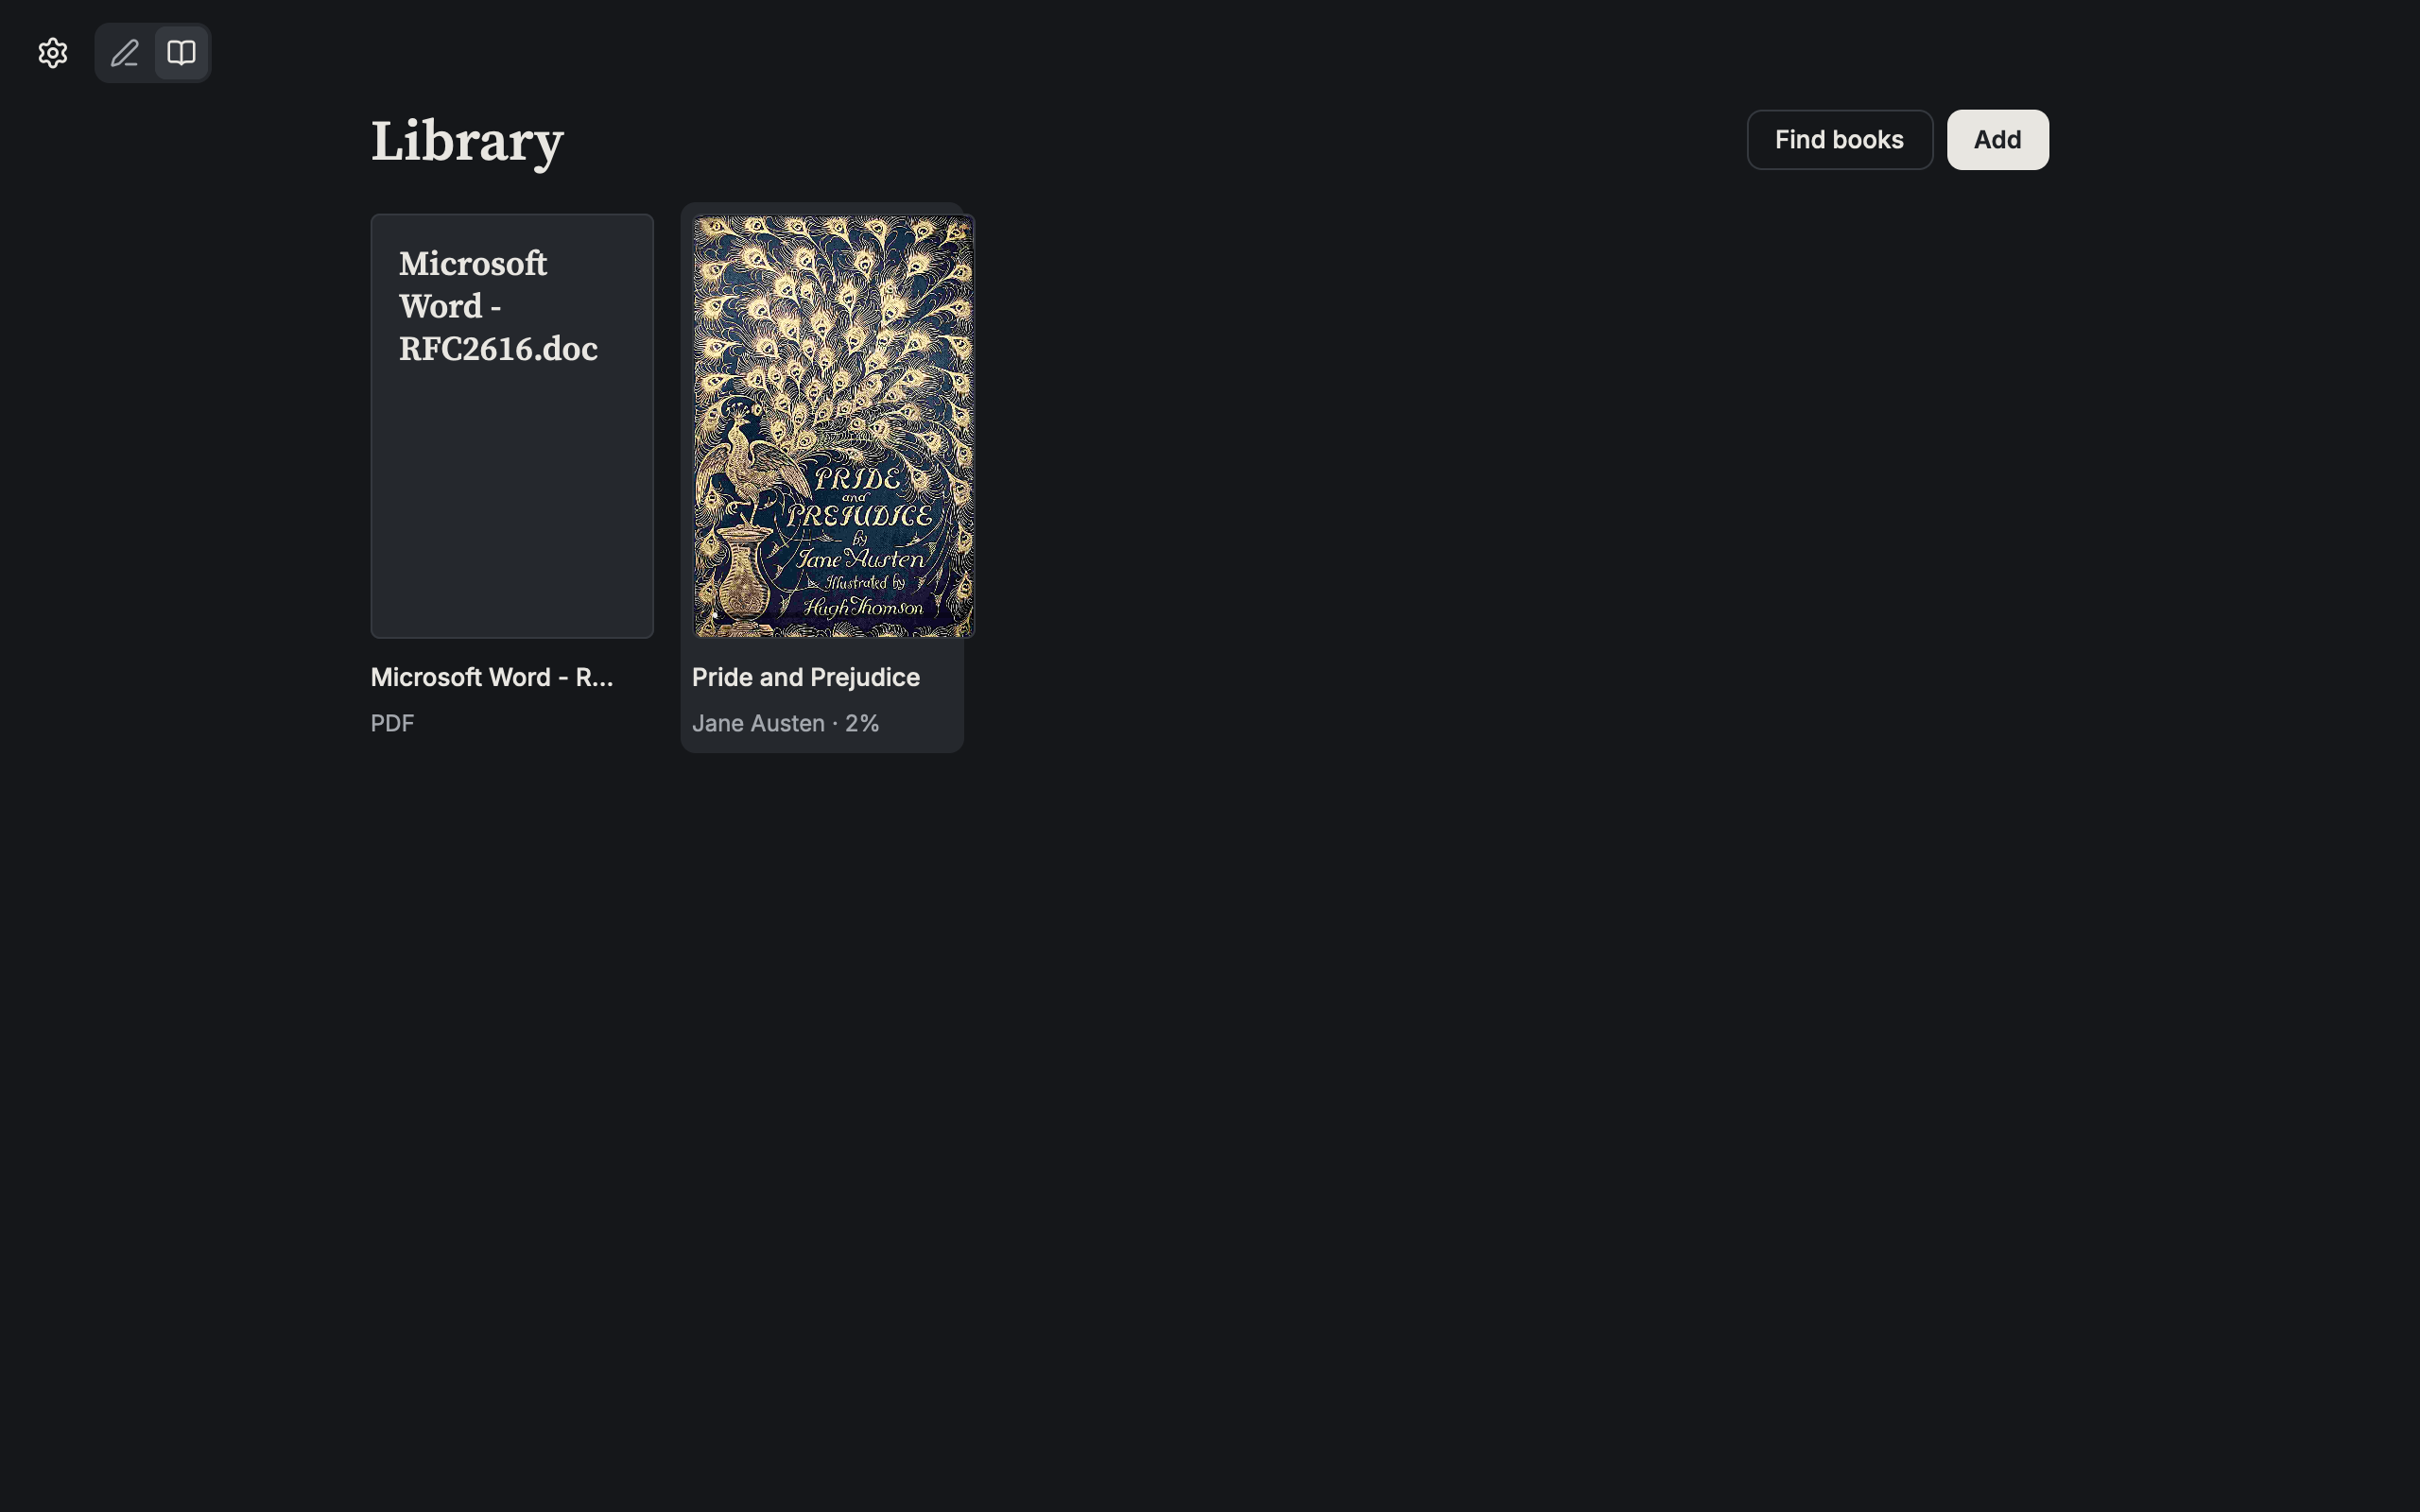 Library
Find books
Add
Microsoft
Word -
RFC2616.doc
PRIDE
and
PREJUDICE
by
Jane Austen
Illustrated by
Hugh Thomson
Microsoft Word - R...
Pride and Prejudice
PDF
Jane Austen · 2%